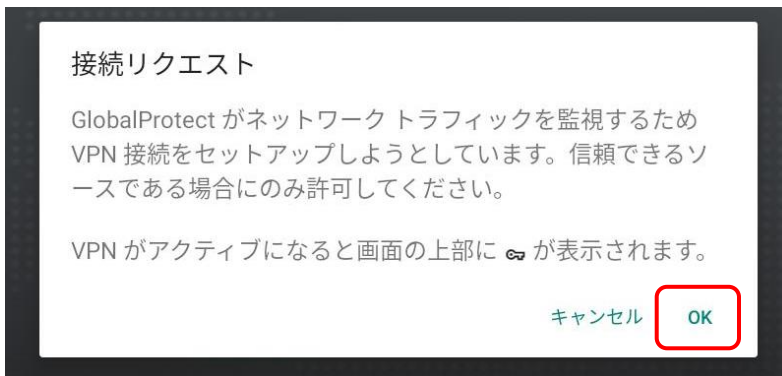 接続リクエスト
GlobalProtect がネットワーク トラフィックを監視するため
VPN 接続をセットアップしようとしています。信頼できるソ
ースである場合にのみ許可してください。
VPN がアクティブになると画面の上部に が表示されます。
キャンセル OK